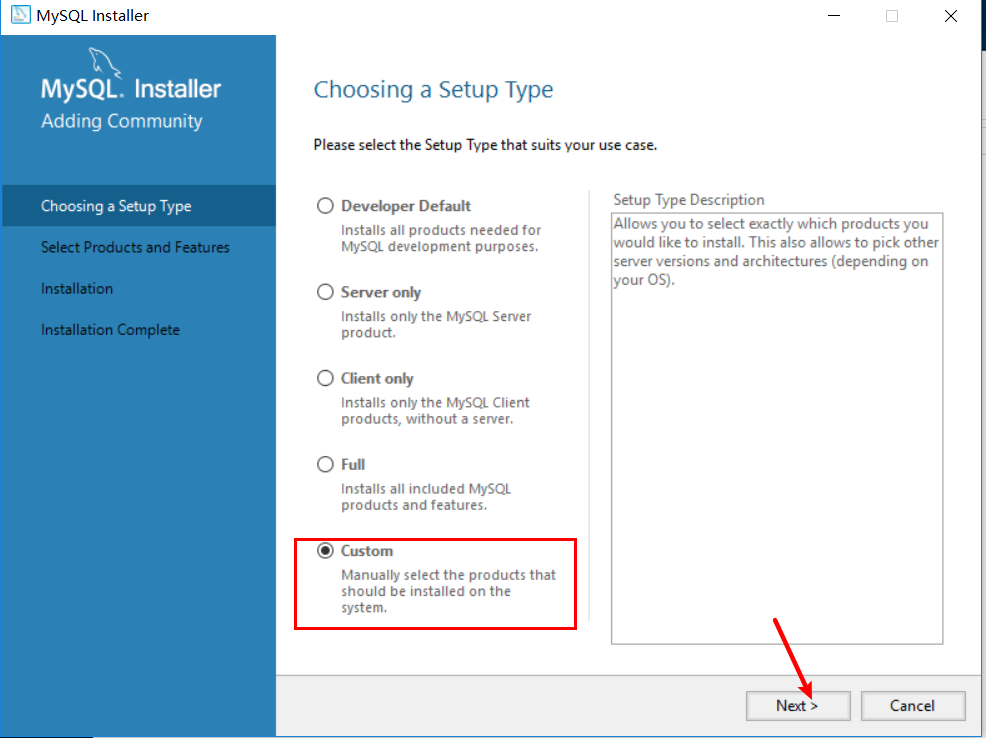 MySQL Installer
MySQL. Installer
Adding Community
Choosing a Setup Type
Select Products and Features
Installation
Installation Complete
Choosing a Setup Type
Please select the Setup Type that suits your use case.
Developer Default
Installs all products needed for
MySQL development purposes.
Server only
Installs only the MySQL Server
product.
Client only
Installs only the MySQL Client
products, without a server.
Full
Installs all included MySQL
products and features.
Custom
Manually select the products that
should be installed on the
system.
Setup Type Description
Allows you to select exactly which products you
would like to install. This also allows to pick other
server versions and architectures (depending on
your OS).
Next >
Cancel